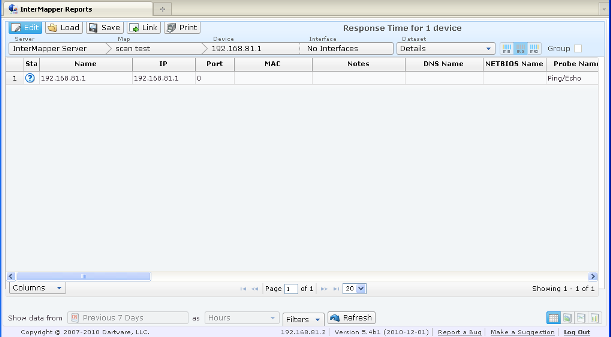 InterMapper Reports
Edit Load Save Link Print Response Time for 1 device
Server Map Device Interface Dataset
InterMapper Server scan test 192.168.81.1 No Interfaces Details Group
Sta Name IP Port MAC Notes DNS Name NETBIOS Name Probe Nam
1 192.168.81.1 192.168.81.1 0 Ping/Echo
Columns Page 1 of 1 20 Showing 1 - 1 of 1
Show data from Previous 7 Days as Hours Filters Refresh
Copyright © 2007-2010 Dartware, LLC. 192.168.81.2 Version 5.4b1 (2010-12-01) Report a Bug Make a Suggestion Log Out